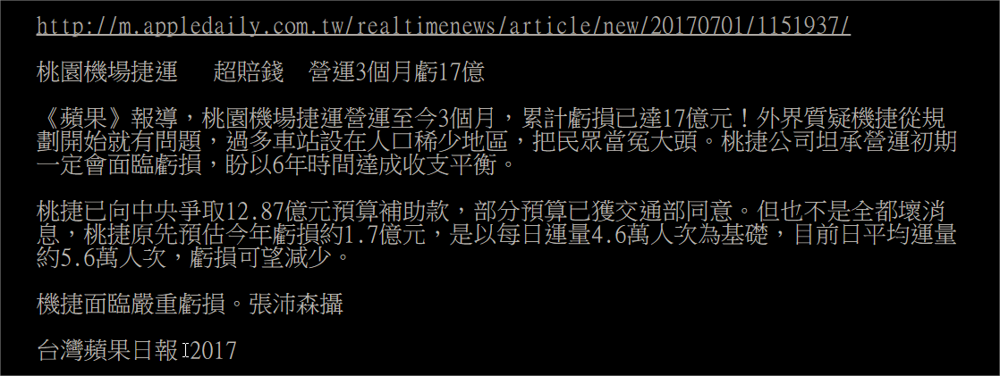 http://m.appledaily.com.tw/realtimenews/article/new/20170701/1151937/
桃園機場捷運　超賠錢　營運3個月虧17億
《蘋果》報導，桃園機場捷運營運至今3個月，累計虧損已達17億元！外界質疑機捷從規
劃開始就有問題，過多車站設在人口稀少地區，把民眾當冤大頭。桃捷公司坦承營運初期
一定會面臨虧損，盼以6年時間達成收支平衡。
桃捷已向中央爭取12.87億元預算補助款，部分預算已獲交通部同意。但也不是全都壞消
息，桃捷原先預估今年虧損約1.7億元，是以每日運量4.6萬人次為基礎，目前日平均運量
約5.6萬人次，虧損可望減少。
機捷面臨嚴重虧損。張沛森攝
台灣蘋果日報 2017